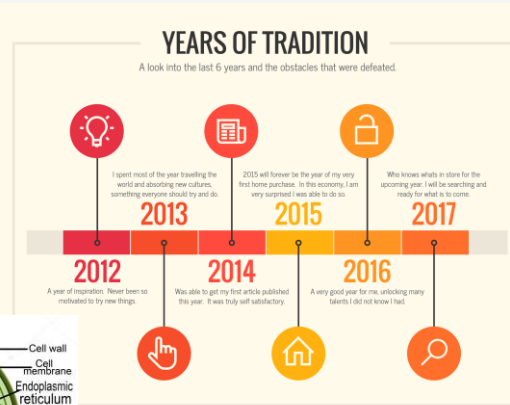 YEARS OF TRADITION
A look into the last 6 years and the obstacles that were defeated.
I spent most of the year travelling the
world and absorbing new cultures,
something everyone should try and do.
2013
2015 will forever be the year of my very
first home purchase. In this economy, I am
very surprised I was able to do so.
2015
Who knows whats in store for the
upcoming year. I will be searching and
ready for what is to come.
2017
2012
A year of inspiration. Never been so
motivated to try new things.
2014
Was able to get my first article published
this year. It was truly self satisfactory.
2016
A very good year for me, unlocking many
talents I did not know I had.
Cell wall
Cell
membrane
Endoplasmic
reticulum